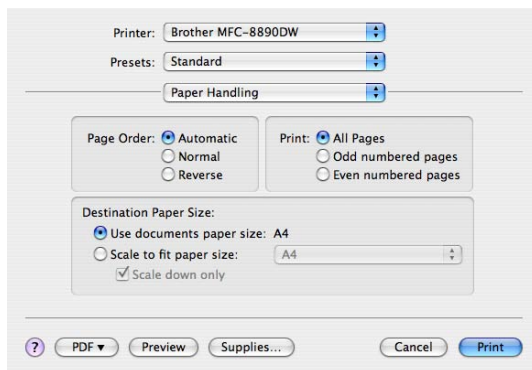 Printer: Brother MFC-8890DW
Presets: Standard
Paper Handling
Page Order: Automatic
Normal
Reverse
Print: All Pages
Odd numbered pages
Even numbered pages
Destination Paper Size:
Use documents paper size: A4
Scale to fit paper size: A4
Scale down only
? PDF▼ Preview Supplies... Cancel Print